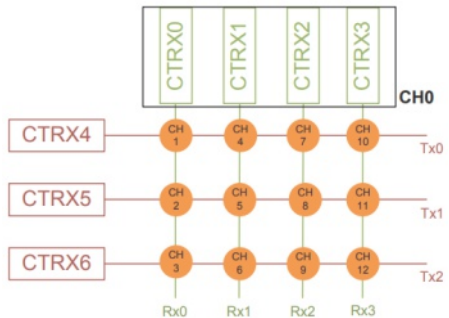 CTRX0 CTRX1 CTRX2 CTRX3
CH0
CTRX4 CH 1 CH 4 CH 7 CH 10 Tx0
CTRX5 CH 2 CH 5 CH 8 CH 11 Tx1
CTRX6 CH 3 CH 6 CH 9 CH 12 Tx2
Rx0 Rx1 Rx2 Rx3